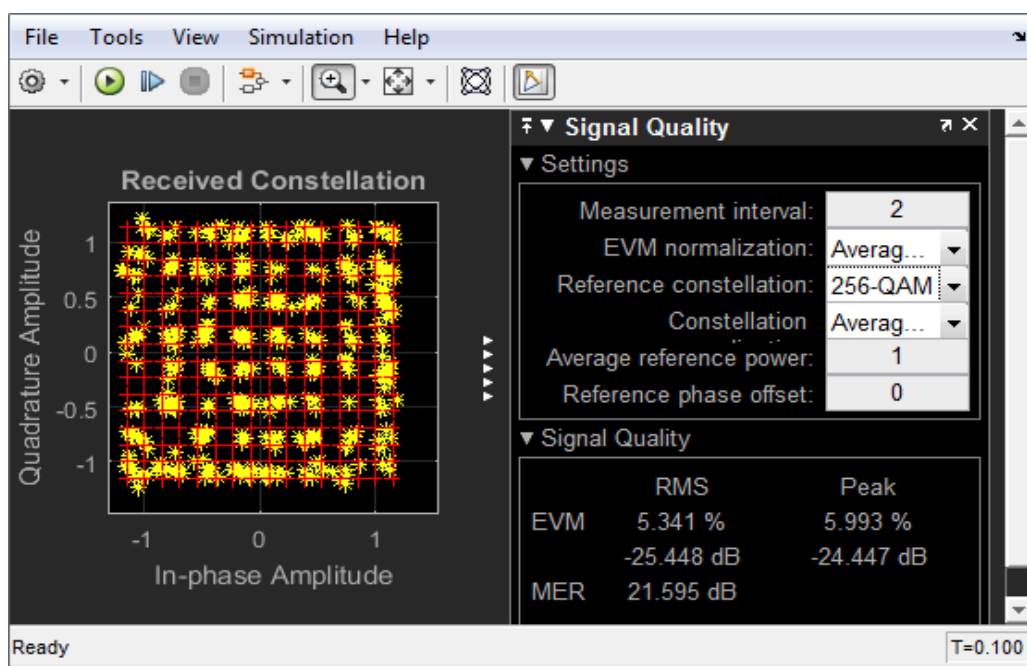 File Tools View Simulation Help
Received Constellation
Quadrature Amplitude
1
0.5
0
-0.5
-1
-1 0 1
In-phase Amplitude
Signal Quality
Settings
Measurement interval: 2
EVM normalization: Averag...
Reference constellation: 256-QAM
Constellation Averag...
Average reference power: 1
Reference phase offset: 0
Signal Quality
RMS Peak
EVM 5.341 % 5.993 %
-25.448 dB -24.447 dB
MER 21.595 dB
Ready T=0.100